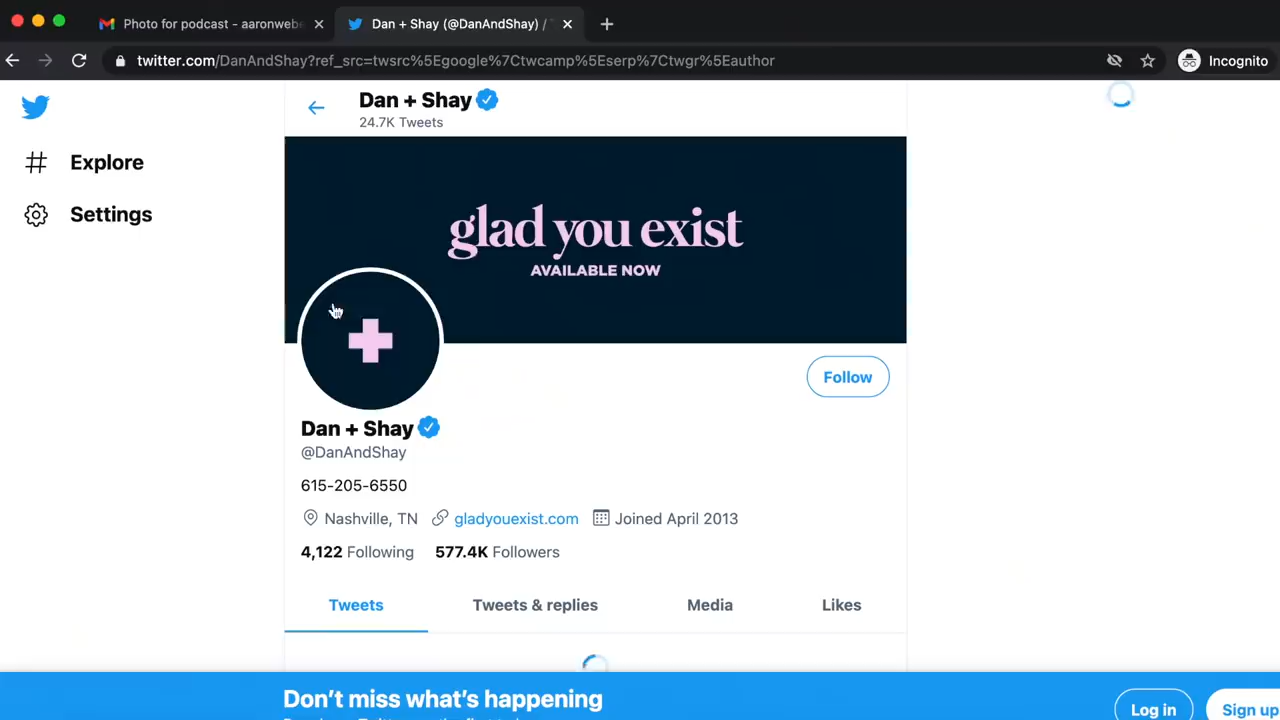 Photo for podcast - aaronwebe
Dan + Shay (@DanAndShay) /
twitter.com/DanAndShay?ref_src=twsrc%5Egoogle%7Ctwcamp%5Eserp%7Ctwgr%5Eauthor
Incognito
Dan + Shay
24.7K Tweets
Explore
Settings
glad you exist
AVAILABLE NOW
Follow
Dan + Shay
@DanAndShay
615-205-6550
Nashville, TN gladyouexist.com Joined April 2013
4,122 Following 577.4K Followers
Tweets Tweets & replies Media Likes
Don't miss what's happening
Log in Sign up